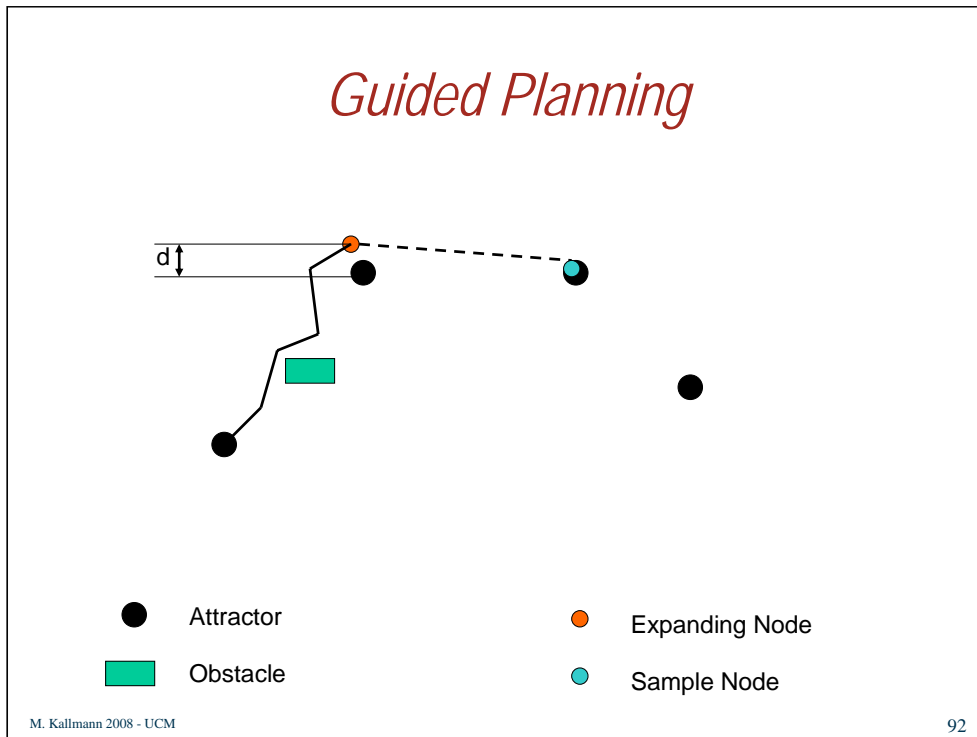 Guided Planning
d
Attractor
Expanding Node
Obstacle
Sample Node
M. Kallmann 2008 - UCM
92